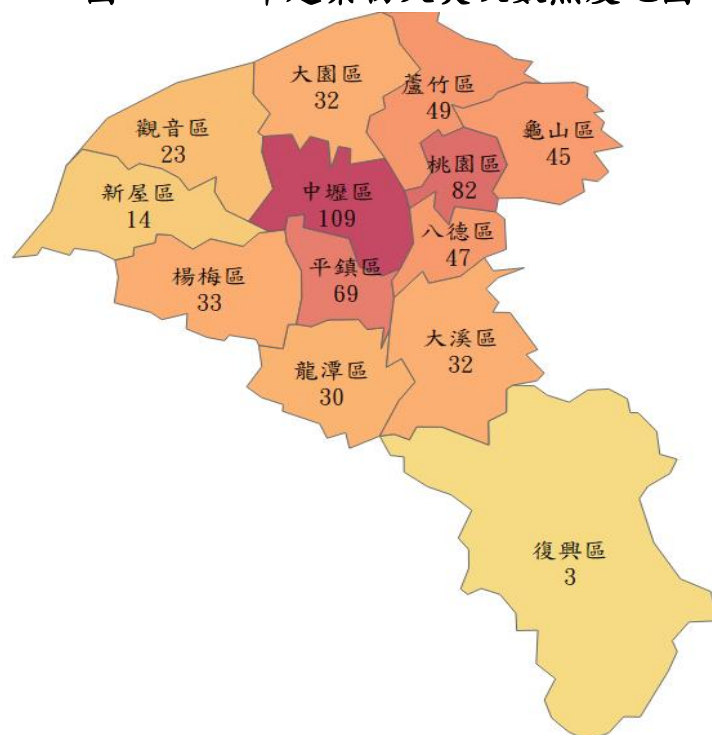 大園區
32
蘆竹區
49
龜山區
45
觀音區
23
桃園區
82
中壢區
109
新屋區
14
八德區
47
平鎮區
69
楊梅區
33
大溪區
32
龍潭區
30
復興區
3